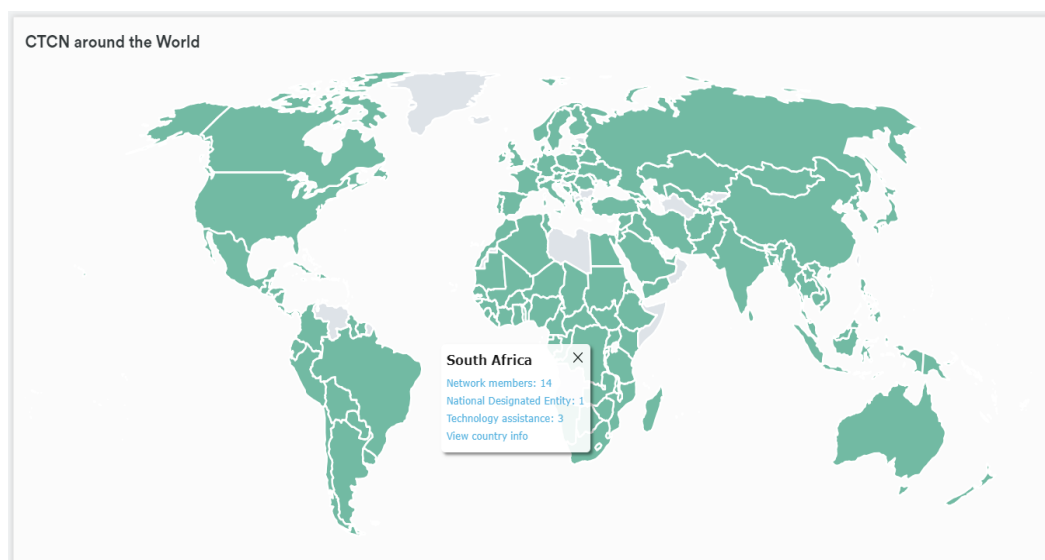 CTCN around the World
South Africa
Network members: 14
National Designated Entity: 1
Technology assistance: 3
View country info